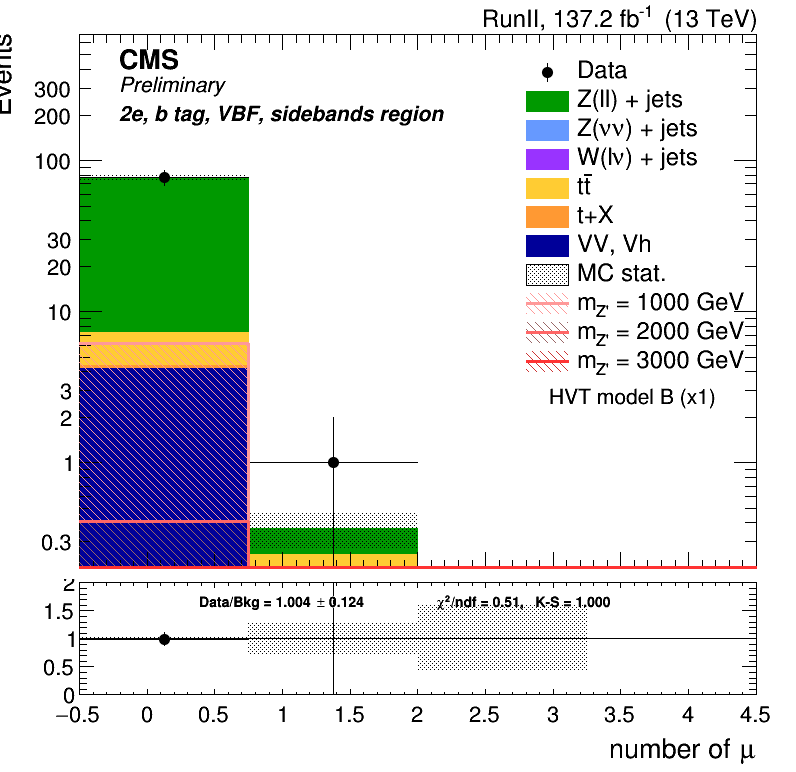 RunII, 137.2 fb⁻¹ (13 TeV)
Events
CMS
Preliminary
2e, b tag, VBF, sidebands region
Data
Z(ll) + jets
Z(νν) + jets
W(lν) + jets
tt̄
t+X
VV, Vh
MC stat.
m_Z' = 1000 GeV
m_Z' = 2000 GeV
m_Z' = 3000 GeV
HVT model B (x1)
300
200
100
30
20
10
3
2
1
0.3
2
1.5
1
0.5
0
Data/Bkg = 1.004 ± 0.124
χ²/ndf = 0.51, K-S = 1.000
−0.5 0 0.5 1 1.5 2 2.5 3 3.5 4 4.5
number of μ